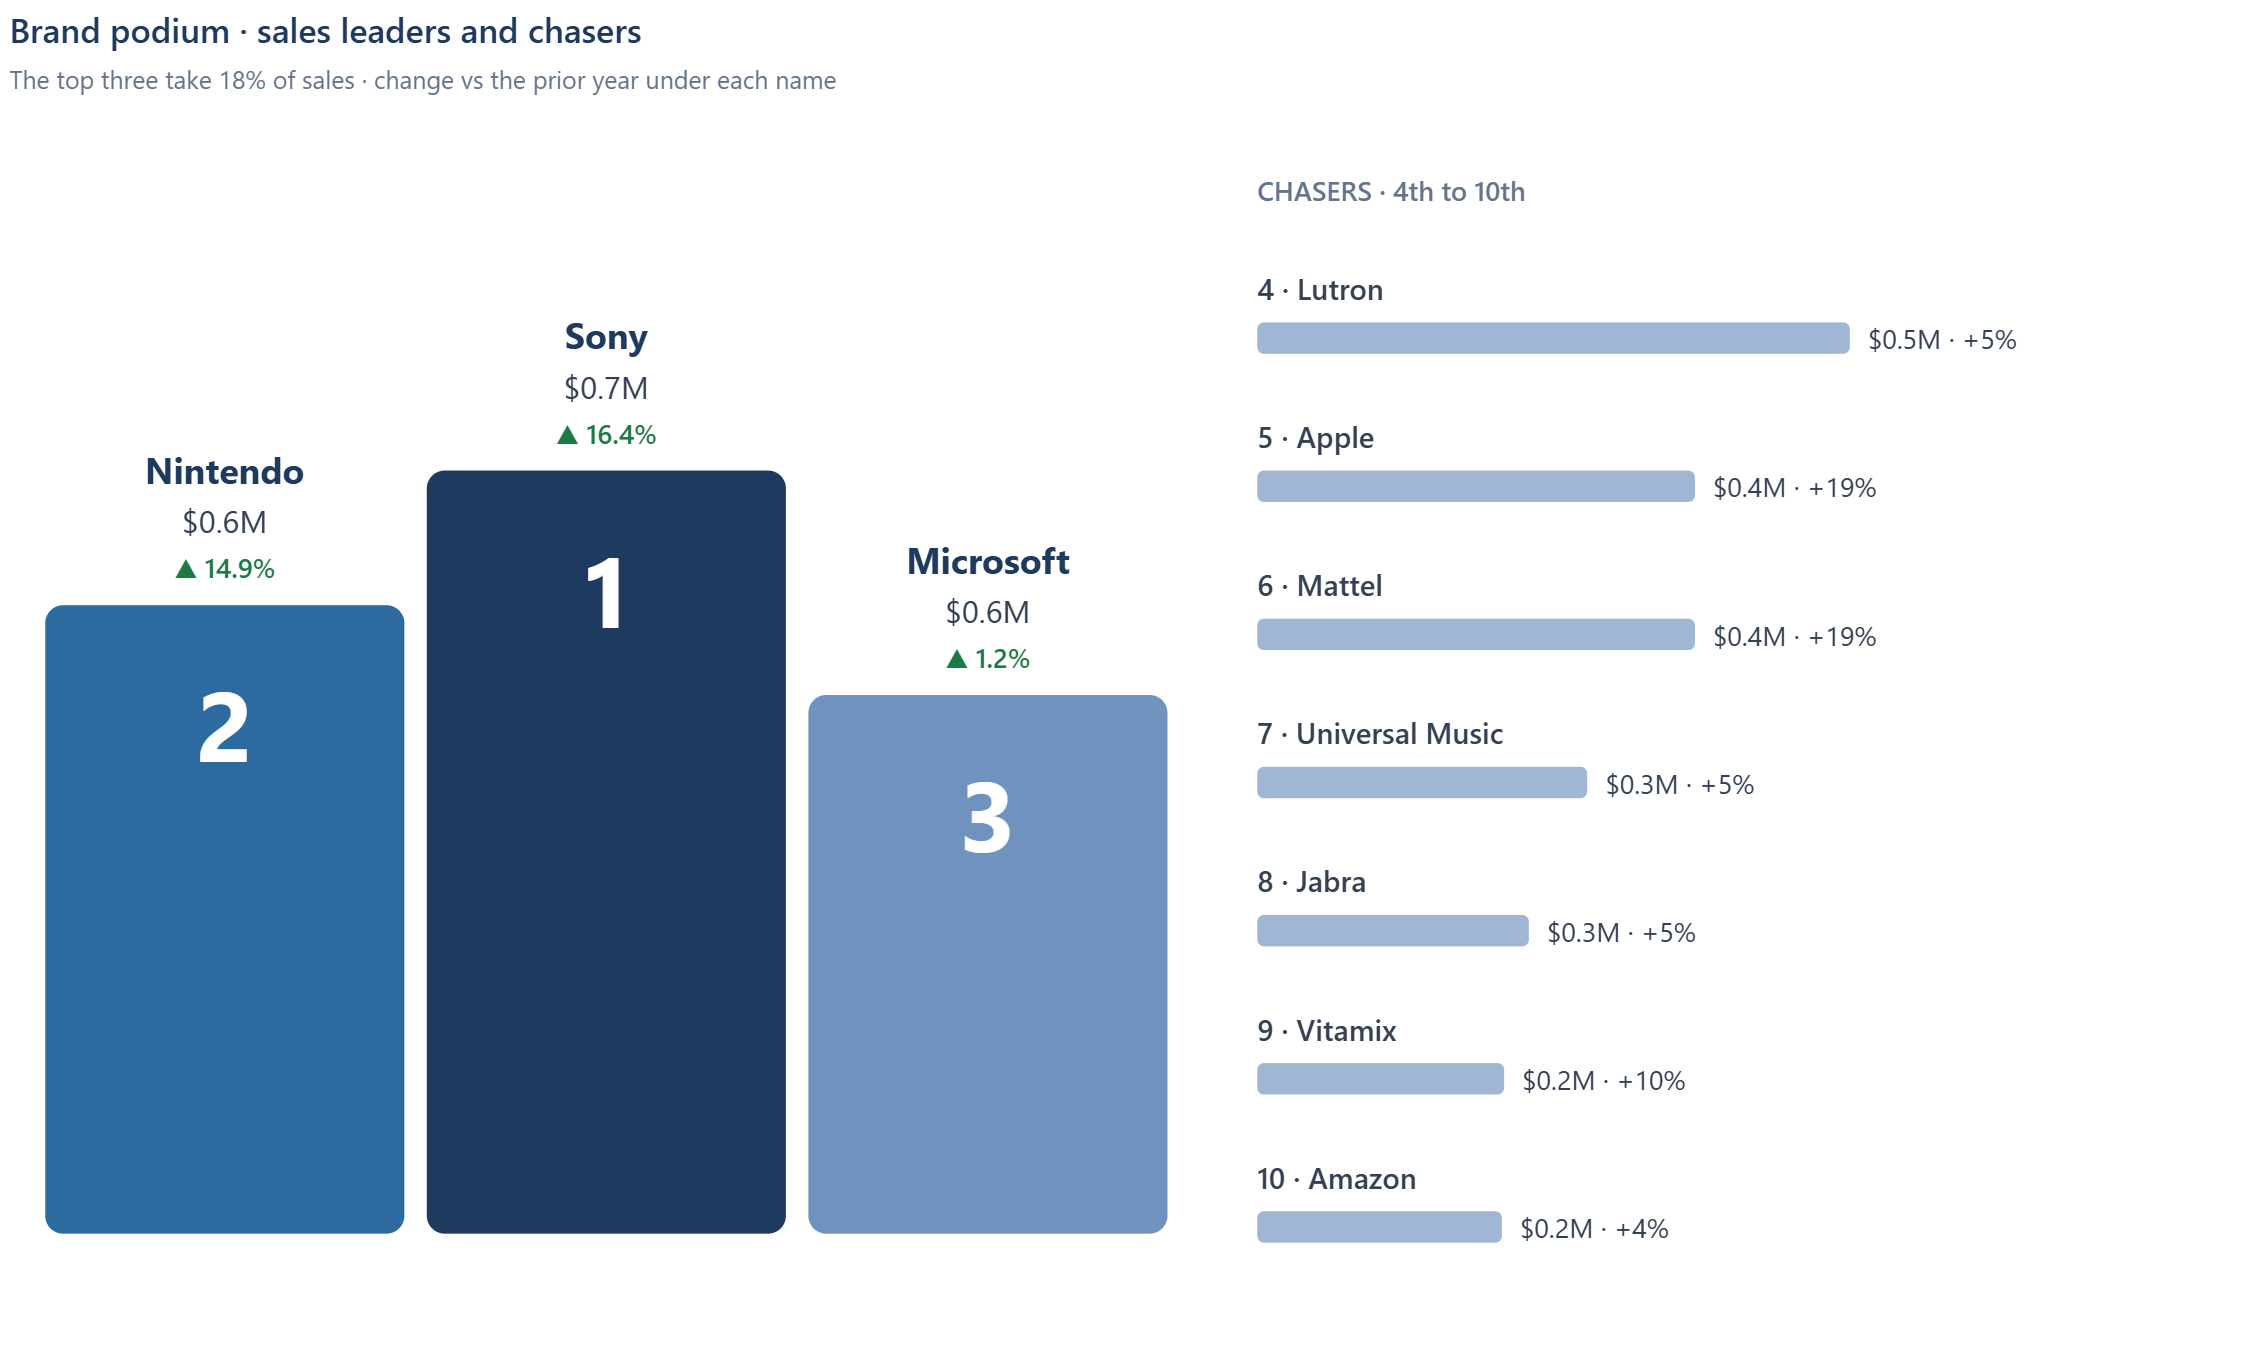 Brand podium · sales leaders and chasers
The top three take 18% of sales · change vs the prior year under each name
Nintendo
$0.6M
▲ 14.9%
2
Sony
$0.7M
▲ 16.4%
1
Microsoft
$0.6M
▲ 1.2%
3
CHASERS · 4th to 10th
4 · Lutron
$0.5M · +5%
5 · Apple
$0.4M · +19%
6 · Mattel
$0.4M · +19%
7 · Universal Music
$0.3M · +5%
8 · Jabra
$0.3M · +5%
9 · Vitamix
$0.2M · +10%
10 · Amazon
$0.2M · +4%